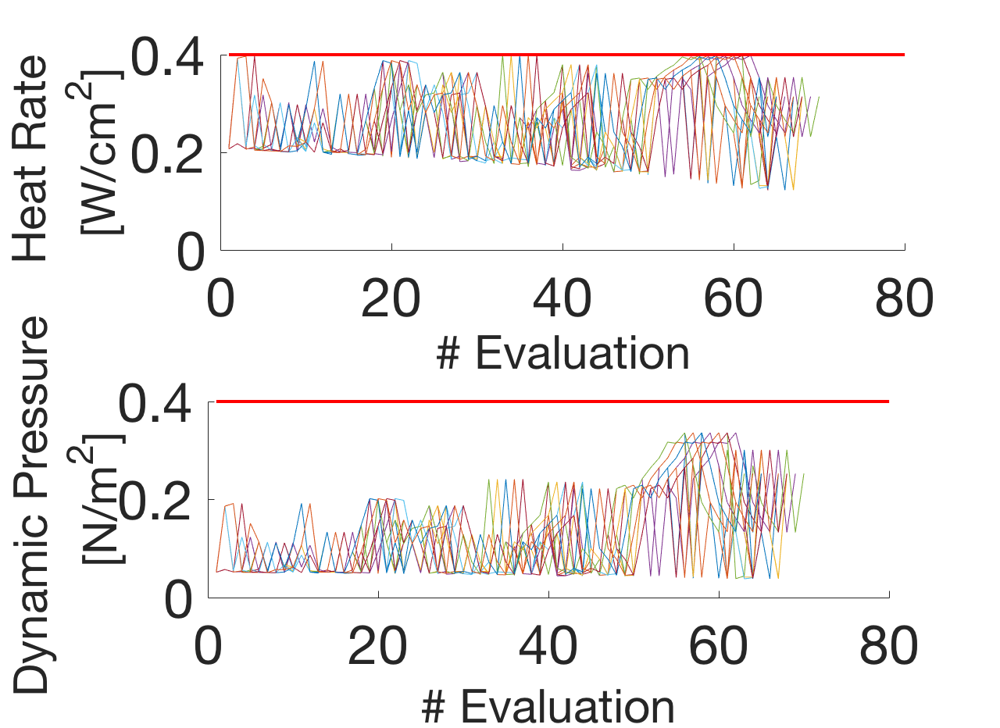 Heat Rate
[W/cm2]
0.4
0.2
0
0 20 40 60 80
# Evaluation
Dynamic Pressure
[N/m2]
0.4
0.2
0
0 20 40 60 80
# Evaluation